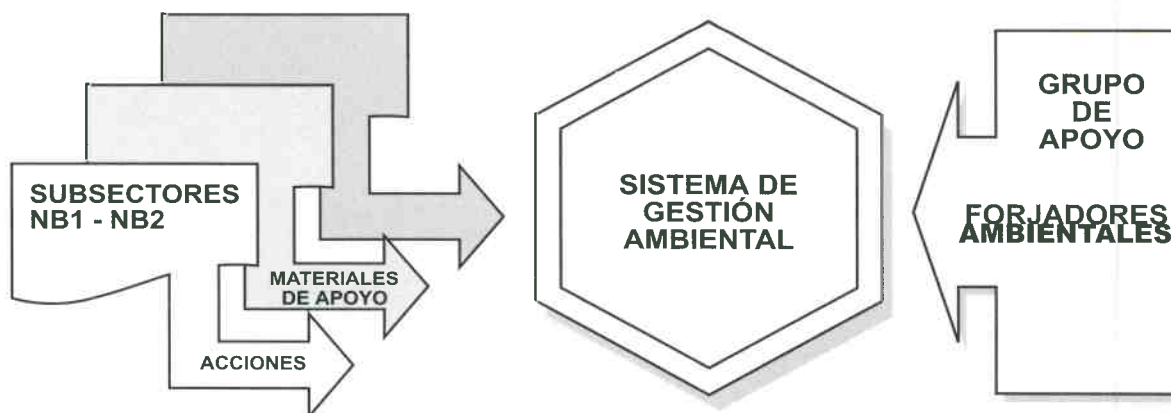 SUBSECTORES
NB1 - NB2
MATERIALES
DE APOYO
ACCIONES
SISTEMA DE
GESTIÓN
AMBIENTAL
GRUPO
DE
APOYO
FORJADORES
AMBIENTALES